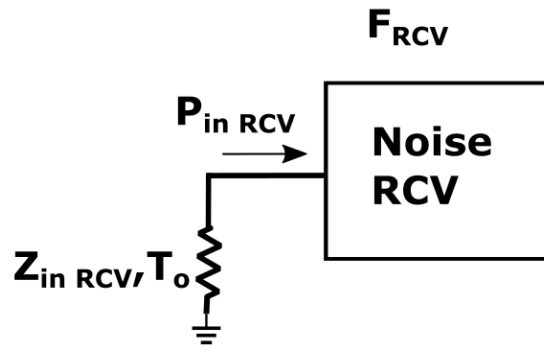 F_RCV
P_in RCV
Noise
RCV
Z_in RCV, T_o